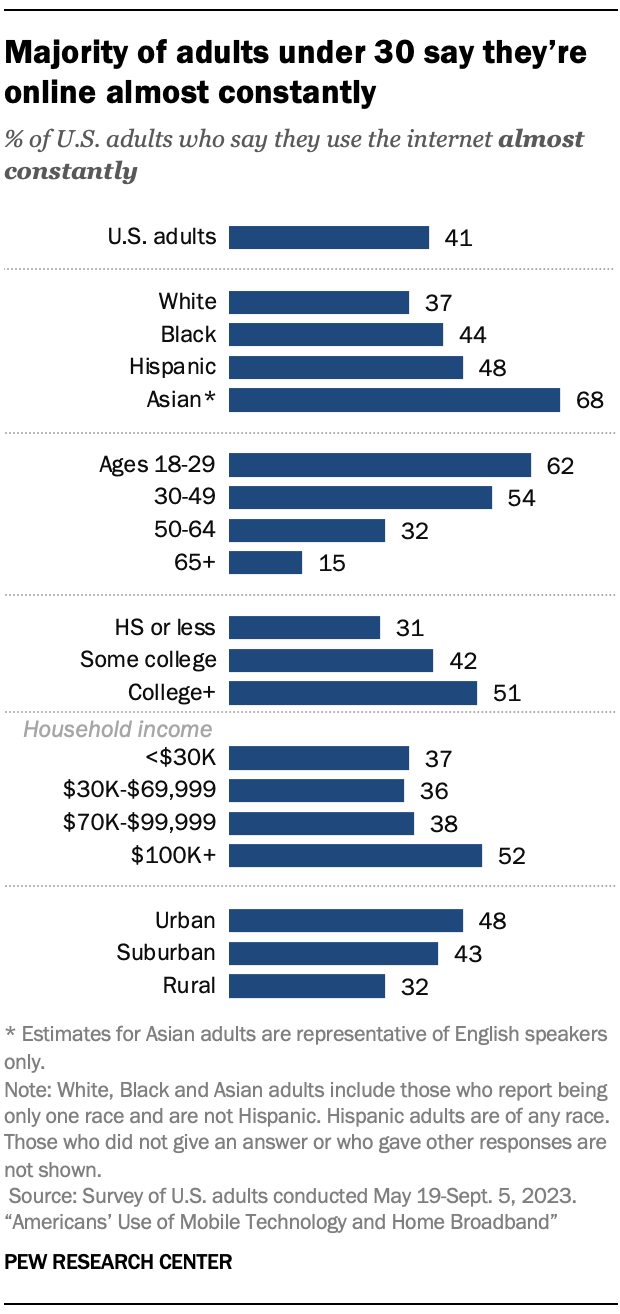 Majority of adults under 30 say they’re
online almost constantly
% of U.S. adults who say they use the internet almost
constantly
U.S. adults 41
White 37
Black 44
Hispanic 48
Asian* 68
Ages 18-29 62
30-49 54
50-64 32
65+ 15
HS or less 31
Some college 42
College+ 51
Household income
<$30K 37
$30K-$69,999 36
$70K-$99,999 38
$100K+ 52
Urban 48
Suburban 43
Rural 32
* Estimates for Asian adults are representative of English speakers
only.
Note: White, Black and Asian adults include those who report being
only one race and are not Hispanic. Hispanic adults are of any race.
Those who did not give an answer or who gave other responses are
not shown.
Source: Survey of U.S. adults conducted May 19-Sept. 5, 2023.
“Americans’ Use of Mobile Technology and Home Broadband”
PEW RESEARCH CENTER